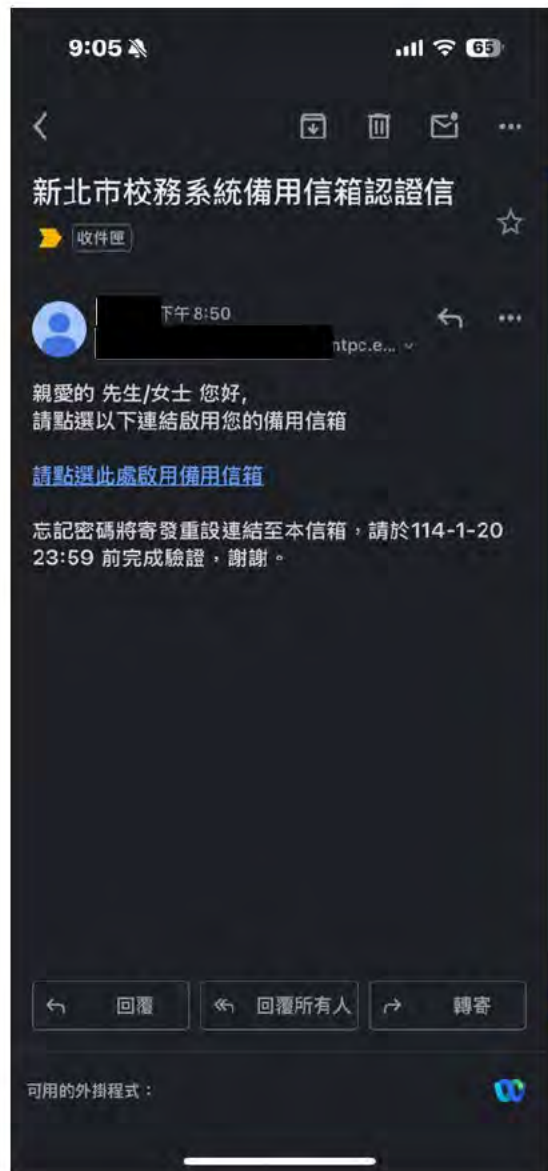 9:05
65
新北市校務系統備用信箱認證信
收件匣
下午 8:50
ntpc.e...
親愛的 先生/女士 您好,
請點選以下連結啟用您的備用信箱
請點選此處啟用備用信箱
忘記密碼將寄發重設連結至本信箱，請於114-1-20
23:59 前完成驗證，謝謝。
回覆
回覆所有人
轉寄
可用的外掛程式：